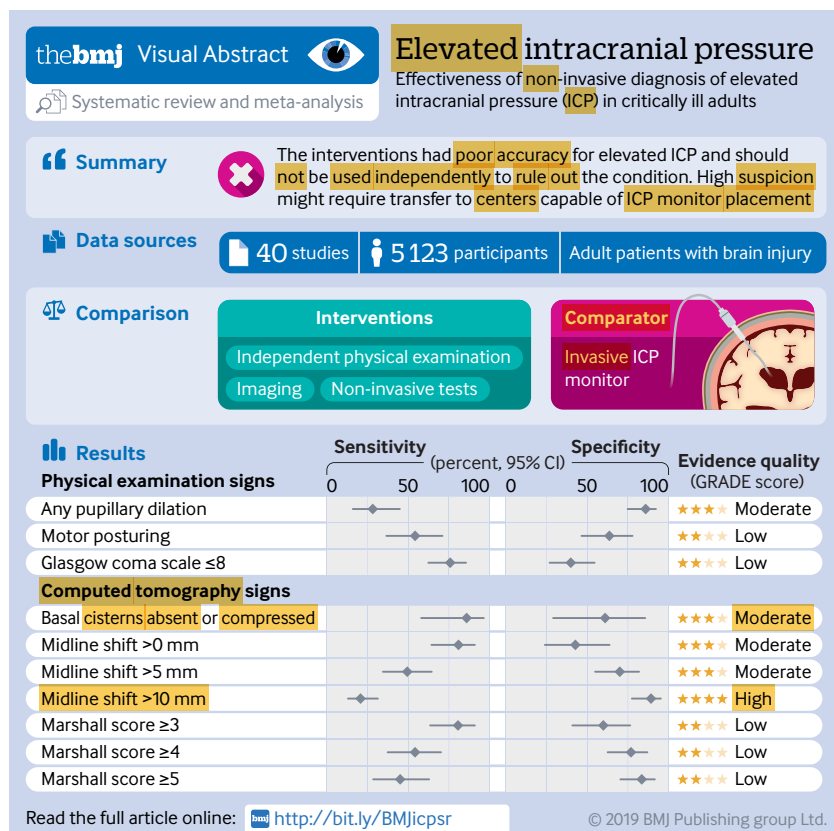 thebmj Visual Abstract
Systematic review and meta-analysis
Elevated intracranial pressure
Effectiveness of non-invasive diagnosis of elevated
intracranial pressure (ICP) in critically ill adults
Summary
The interventions had poor accuracy for elevated ICP and should
not be used independently to rule out the condition. High suspicion
might require transfer to centers capable of ICP monitor placement
Data sources
40 studies
5 123 participants
Adult patients with brain injury
Comparison
Interventions
Independent physical examination
Imaging
Non-invasive tests
Comparator
Invasive ICP
monitor
Results
Sensitivity
Specificity
(percent, 95% CI)
Evidence quality
(GRADE score)
Physical examination signs
0 50 100 0 50 100
Any pupillary dilation Moderate
Motor posturing Low
Glasgow coma scale ≤8 Low
Computed tomography signs
Basal cisterns absent or compressed Moderate
Midline shift >0 mm Moderate
Midline shift >5 mm Moderate
Midline shift >10 mm High
Marshall score ≥3 Low
Marshall score ≥4 Low
Marshall score ≥5 Low
Read the full article online: bmj http://bit.ly/BMJicpsr
© 2019 BMJ Publishing group Ltd.